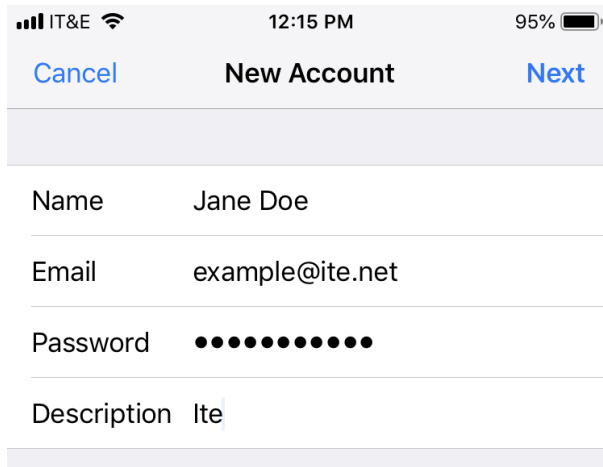 IT&E 12:15 PM 95%
Cancel New Account Next
Name Jane Doe
Email example@ite.net
Password •••••••••••
Description Ite